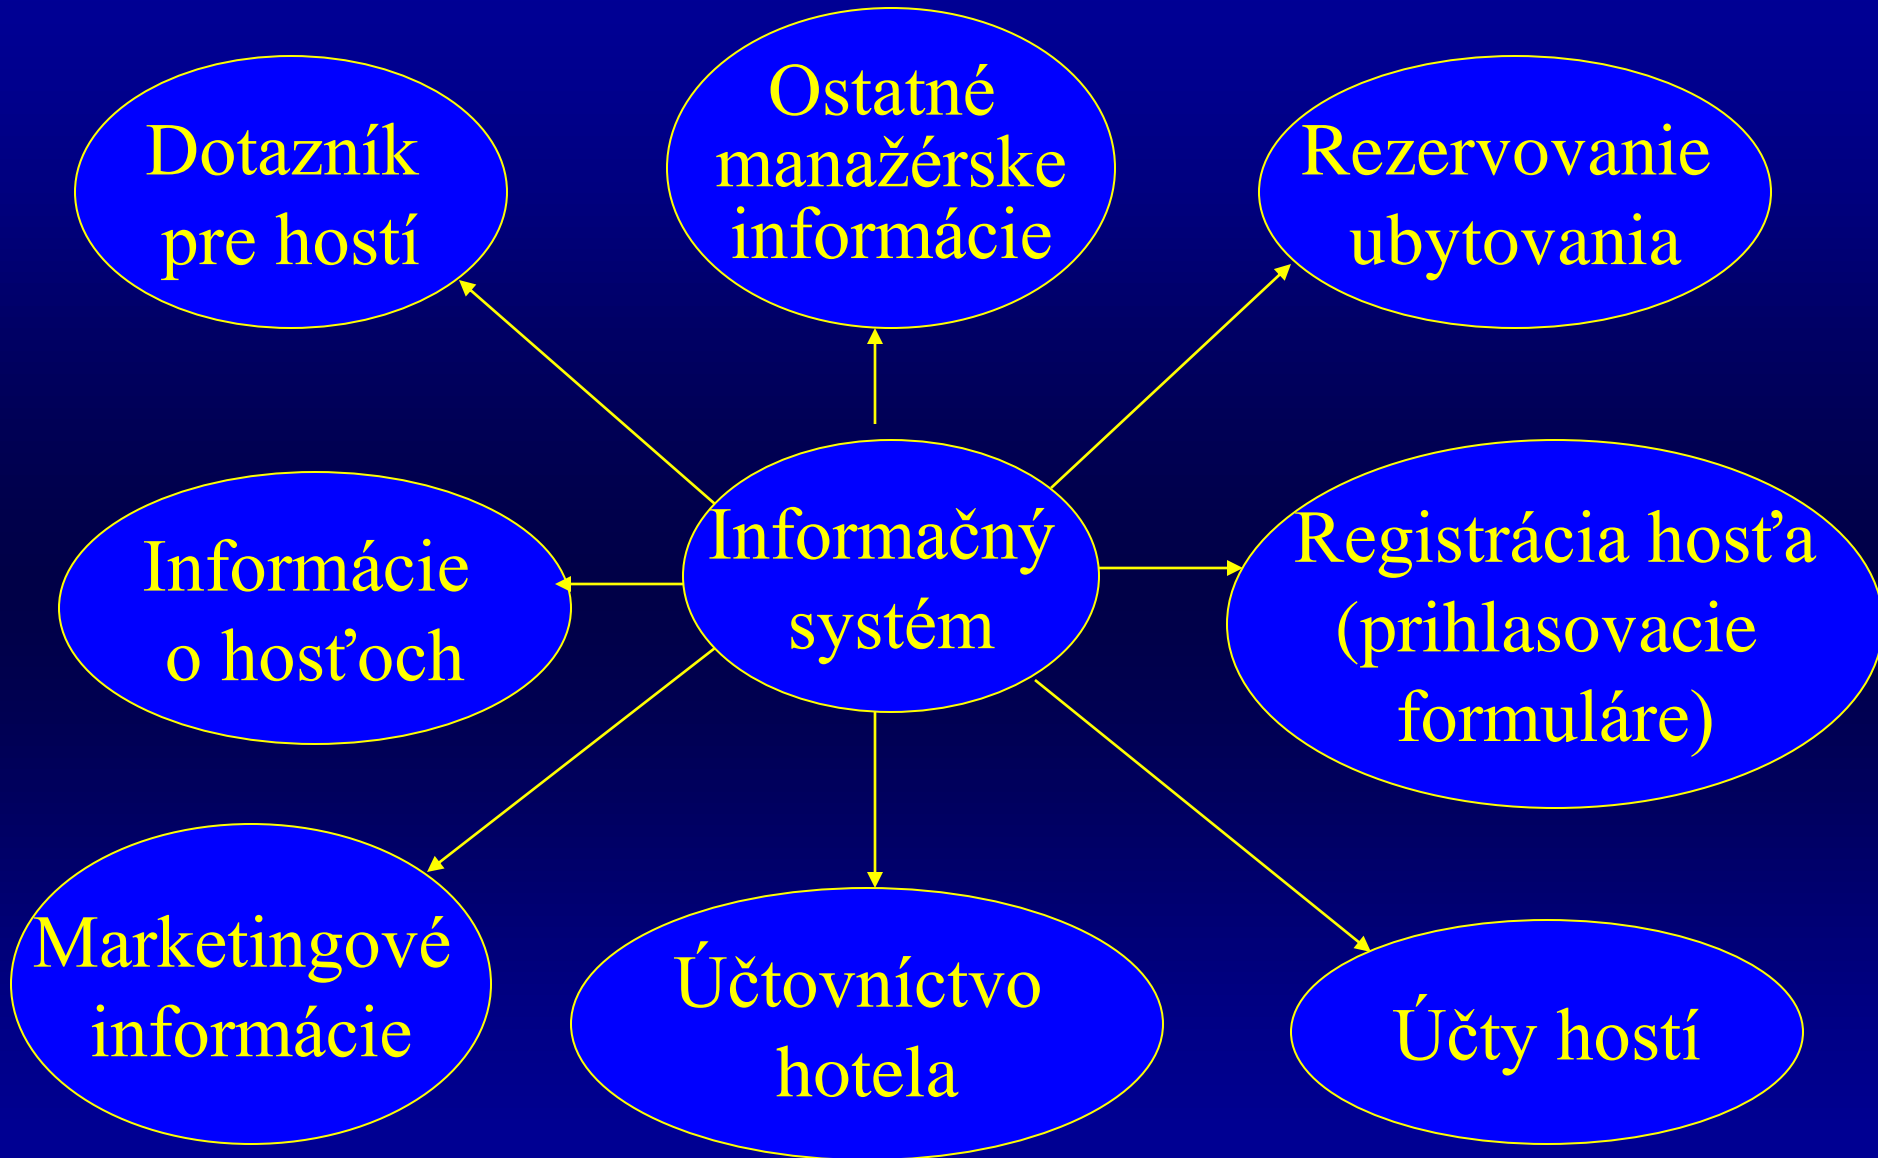 Dotazník
pre hostí
Ostatné
manažérske
informácie
Rezervovanie
ubytovania
Informácie
o hosťoch
Informačný
systém
Registrácia hosťa
(prihlasovacie
formuláre)
Marketingové
informácie
Účtovníctvo
hotela
Účty hostí